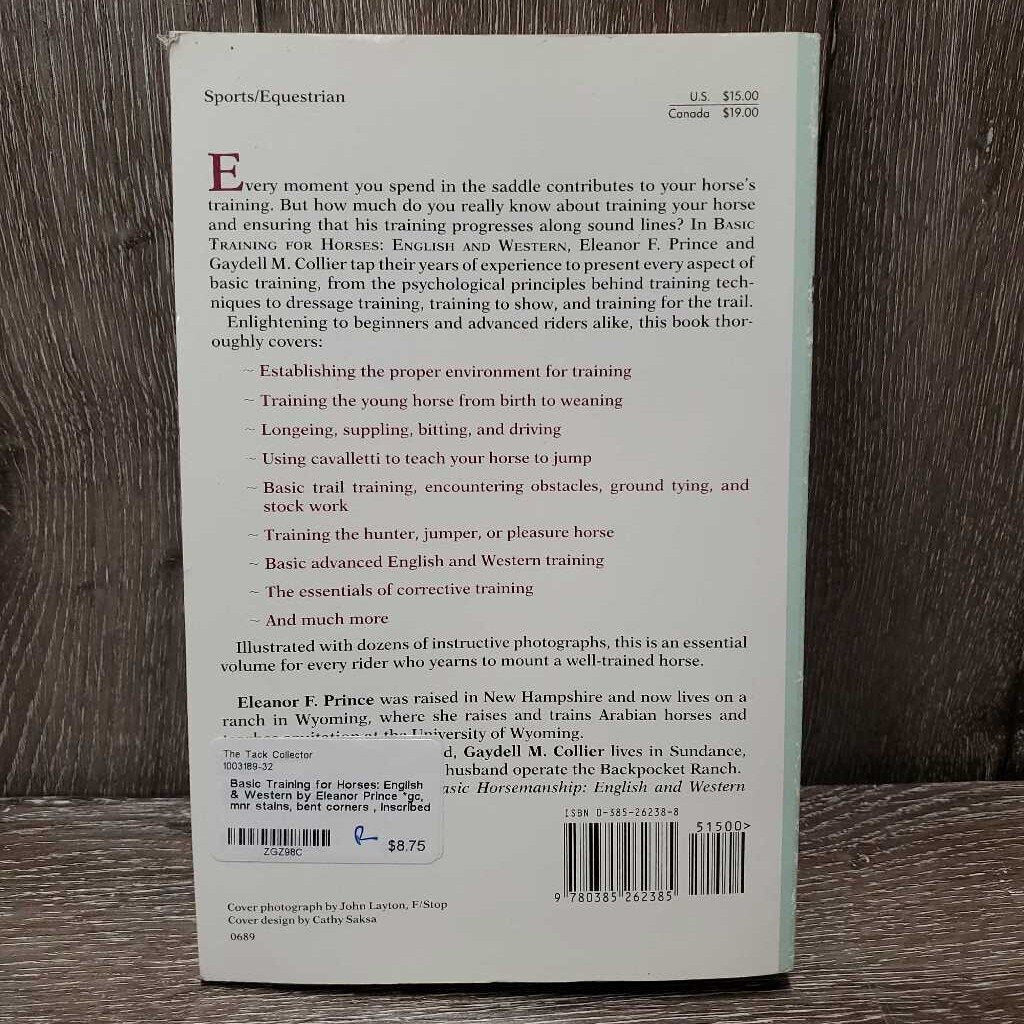 Sports/Equestrian
U.S. $15.00
Canada $19.00
Every moment you spend in the saddle contributes to your horse's
training. But how much do you really know about training your horse
and ensuring that his training progresses along sound lines? In BASIC
TRAINING FOR HORSES: ENGLISH AND WESTERN, Eleanor F. Prince and
Gaydell M. Collier tap their years of experience to present every aspect of
basic training, from the psychological principles behind training tech-
niques to dressage training, training to show, and training for the trail.
Enlightening to beginners and advanced riders alike, this book thor-
oughly covers:
~ Establishing the proper environment for training
~ Training the young horse from birth to weaning
~ Longeing, suppling, bitting, and driving
~ Using cavalletti to teach your horse to jump
~ Basic trail training, encountering obstacles, ground tying, and
stock work
~ Training the hunter, jumper, or pleasure horse
~ Basic advanced English and Western training
~ The essentials of corrective training
~ And much more
Illustrated with dozens of instructive photographs, this is an essential
volume for every rider who yearns to mount a well-trained horse.
Eleanor F. Prince was raised in New Hampshire and now lives on a
ranch in Wyoming, where she raises and trains Arabian horses and
at the University of Wyoming.
d, Gaydell M. Collier lives in Sundance,
husband operate the Backpocket Ranch.
asic Horsemanship: English and Western
The Tack Collector
1003189-32
Basic Training for Horses: English
& Western by Eleanor Prince *gc,
mnr stains, bent corners , Inscribed
ZGZ98C
R
$8.75
ISBN 0-385-26238-8
51500>
9 780385 262385
Cover photograph by John Layton, F/Stop
Cover design by Cathy Saksa
0689